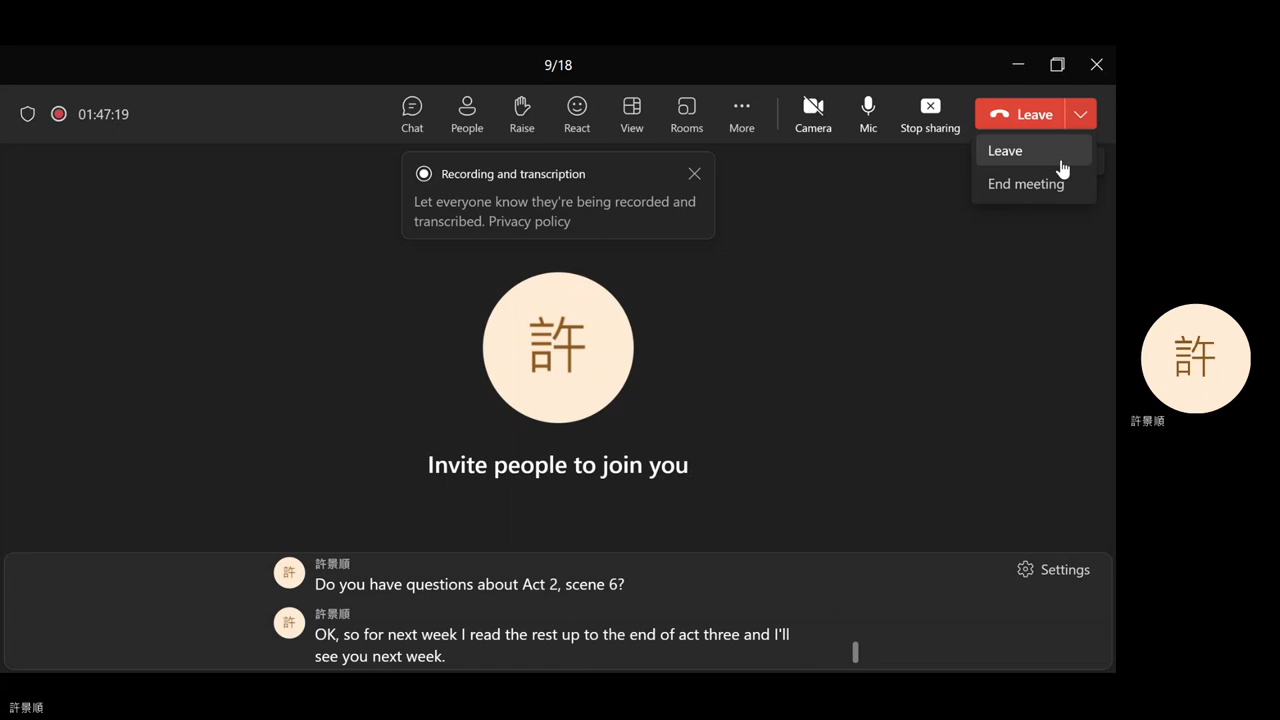 9/18
01:47:19
Chat
People
Raise
React
View
Rooms
More
Camera
Mic
Stop sharing
Leave
Leave
End meeting
Recording and transcription
Let everyone know they're being recorded and
transcribed. Privacy policy
許
Invite people to join you
許
許景順
許
許景順
Do you have questions about Act 2, scene 6?
Settings
許
許景順
OK, so for next week I read the rest up to the end of act three and I'll
see you next week.
許景順